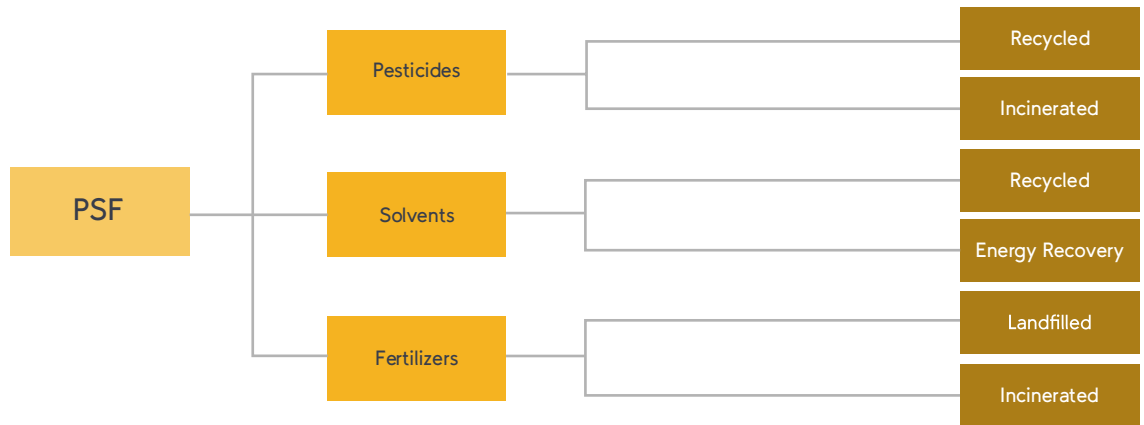 PSF
Pesticides
Recycled
Incinerated
Solvents
Recycled
Energy Recovery
Fertilizers
Landfilled
Incinerated